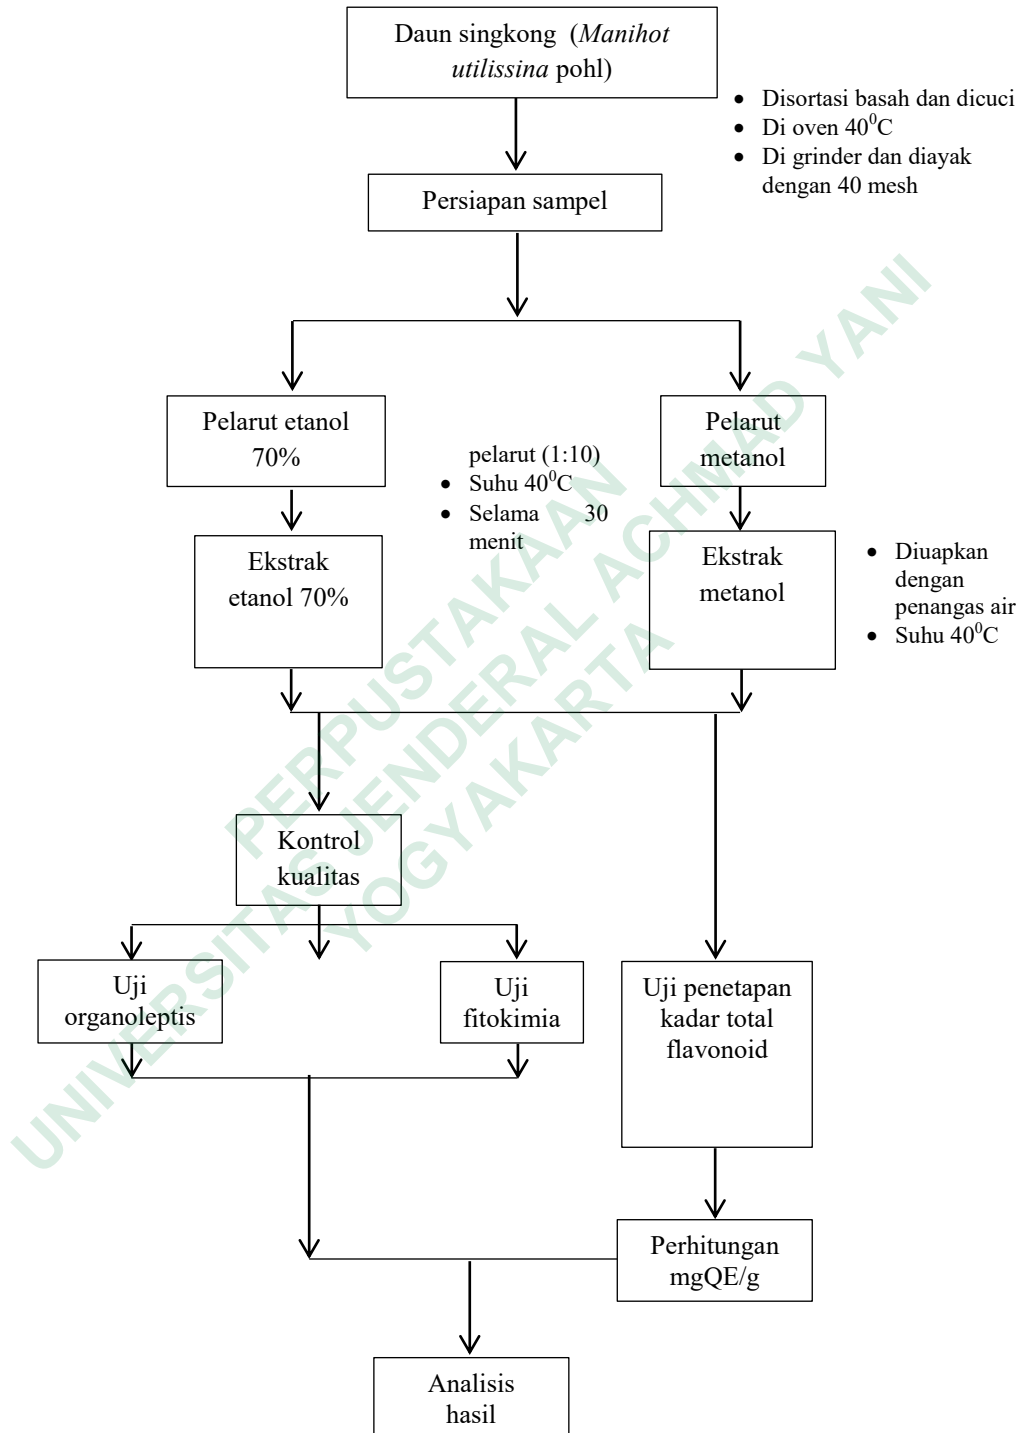 Daun singkong (Manihot
utilissina pohl)
• Disortasi basah dan dicuci
• Di oven 40⁰C
• Di grinder dan diayak
dengan 40 mesh
Persiapan sampel
Pelarut etanol
70%
pelarut (1:10)
• Suhu 40⁰C
• Selama 30
menit
Pelarut
metanol
Ekstrak
etanol 70%
Ekstrak
metanol
• Diuapkan
dengan
penangas air
• Suhu 40⁰C
Kontrol
kualitas
Uji
organoleptis
Uji
fitokimia
Uji penetapan
kadar total
flavonoid
Perhitungan
mgQE/g
Analisis
hasil
PERPUSTAKAAN
UNIVERSITAS JENDERAL ACHMAD YANI
YOGYAKARTA